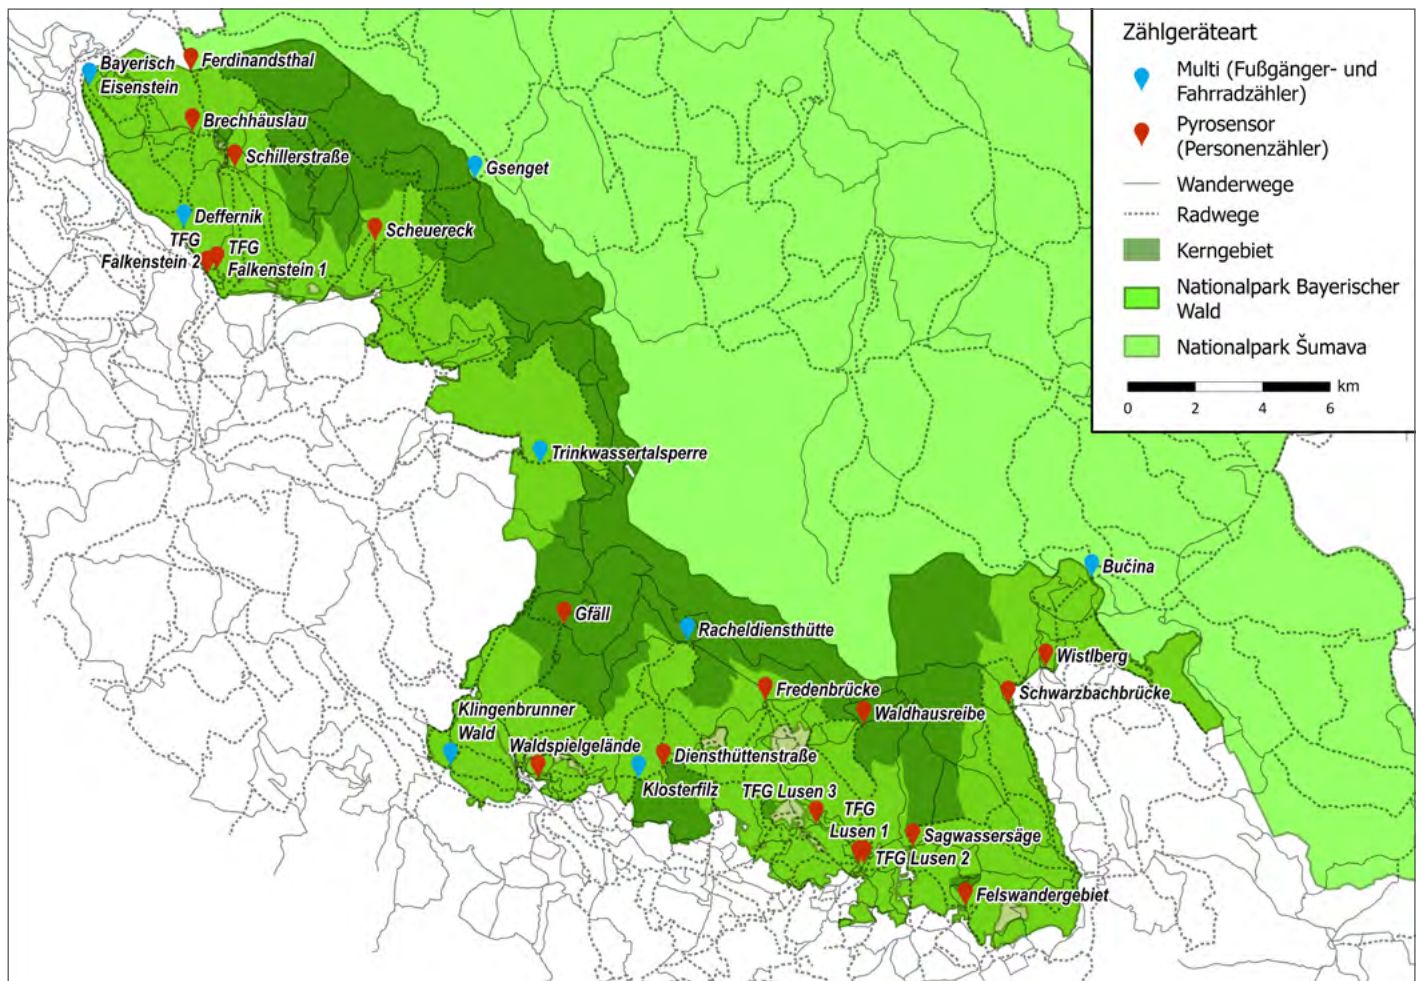 Zählgeräteart
Multi (Fußgänger- und
Fahrradzähler)
Pyrosensor
(Personenzähler)
Wanderwege
Radwege
Kerngebiet
Nationalpark Bayerischer
Wald
Nationalpark Šumava
km
0 2 4 6
Bayerisch
Eisenstein
Ferdinandsthal
Brechhäuslau
Schillerstraße
Gsenget
Deffernik
Scheuereck
TFG
Falkenstein 2
TFG
Falkenstein 1
Trinkwassertalsperre
Bučina
Gfäll
Racheldiensthütte
Wistlberg
Fredenbrücke
Schwarzbachbrücke
Waldhausreibe
Klingenbrunner
Wald
Waldspielgelände
Diensthüttenstraße
Klosterfilz
TFG Lusen 3
TFG
Lusen 1
TFG Lusen 2
Sagwassersäge
Felswandergebiet